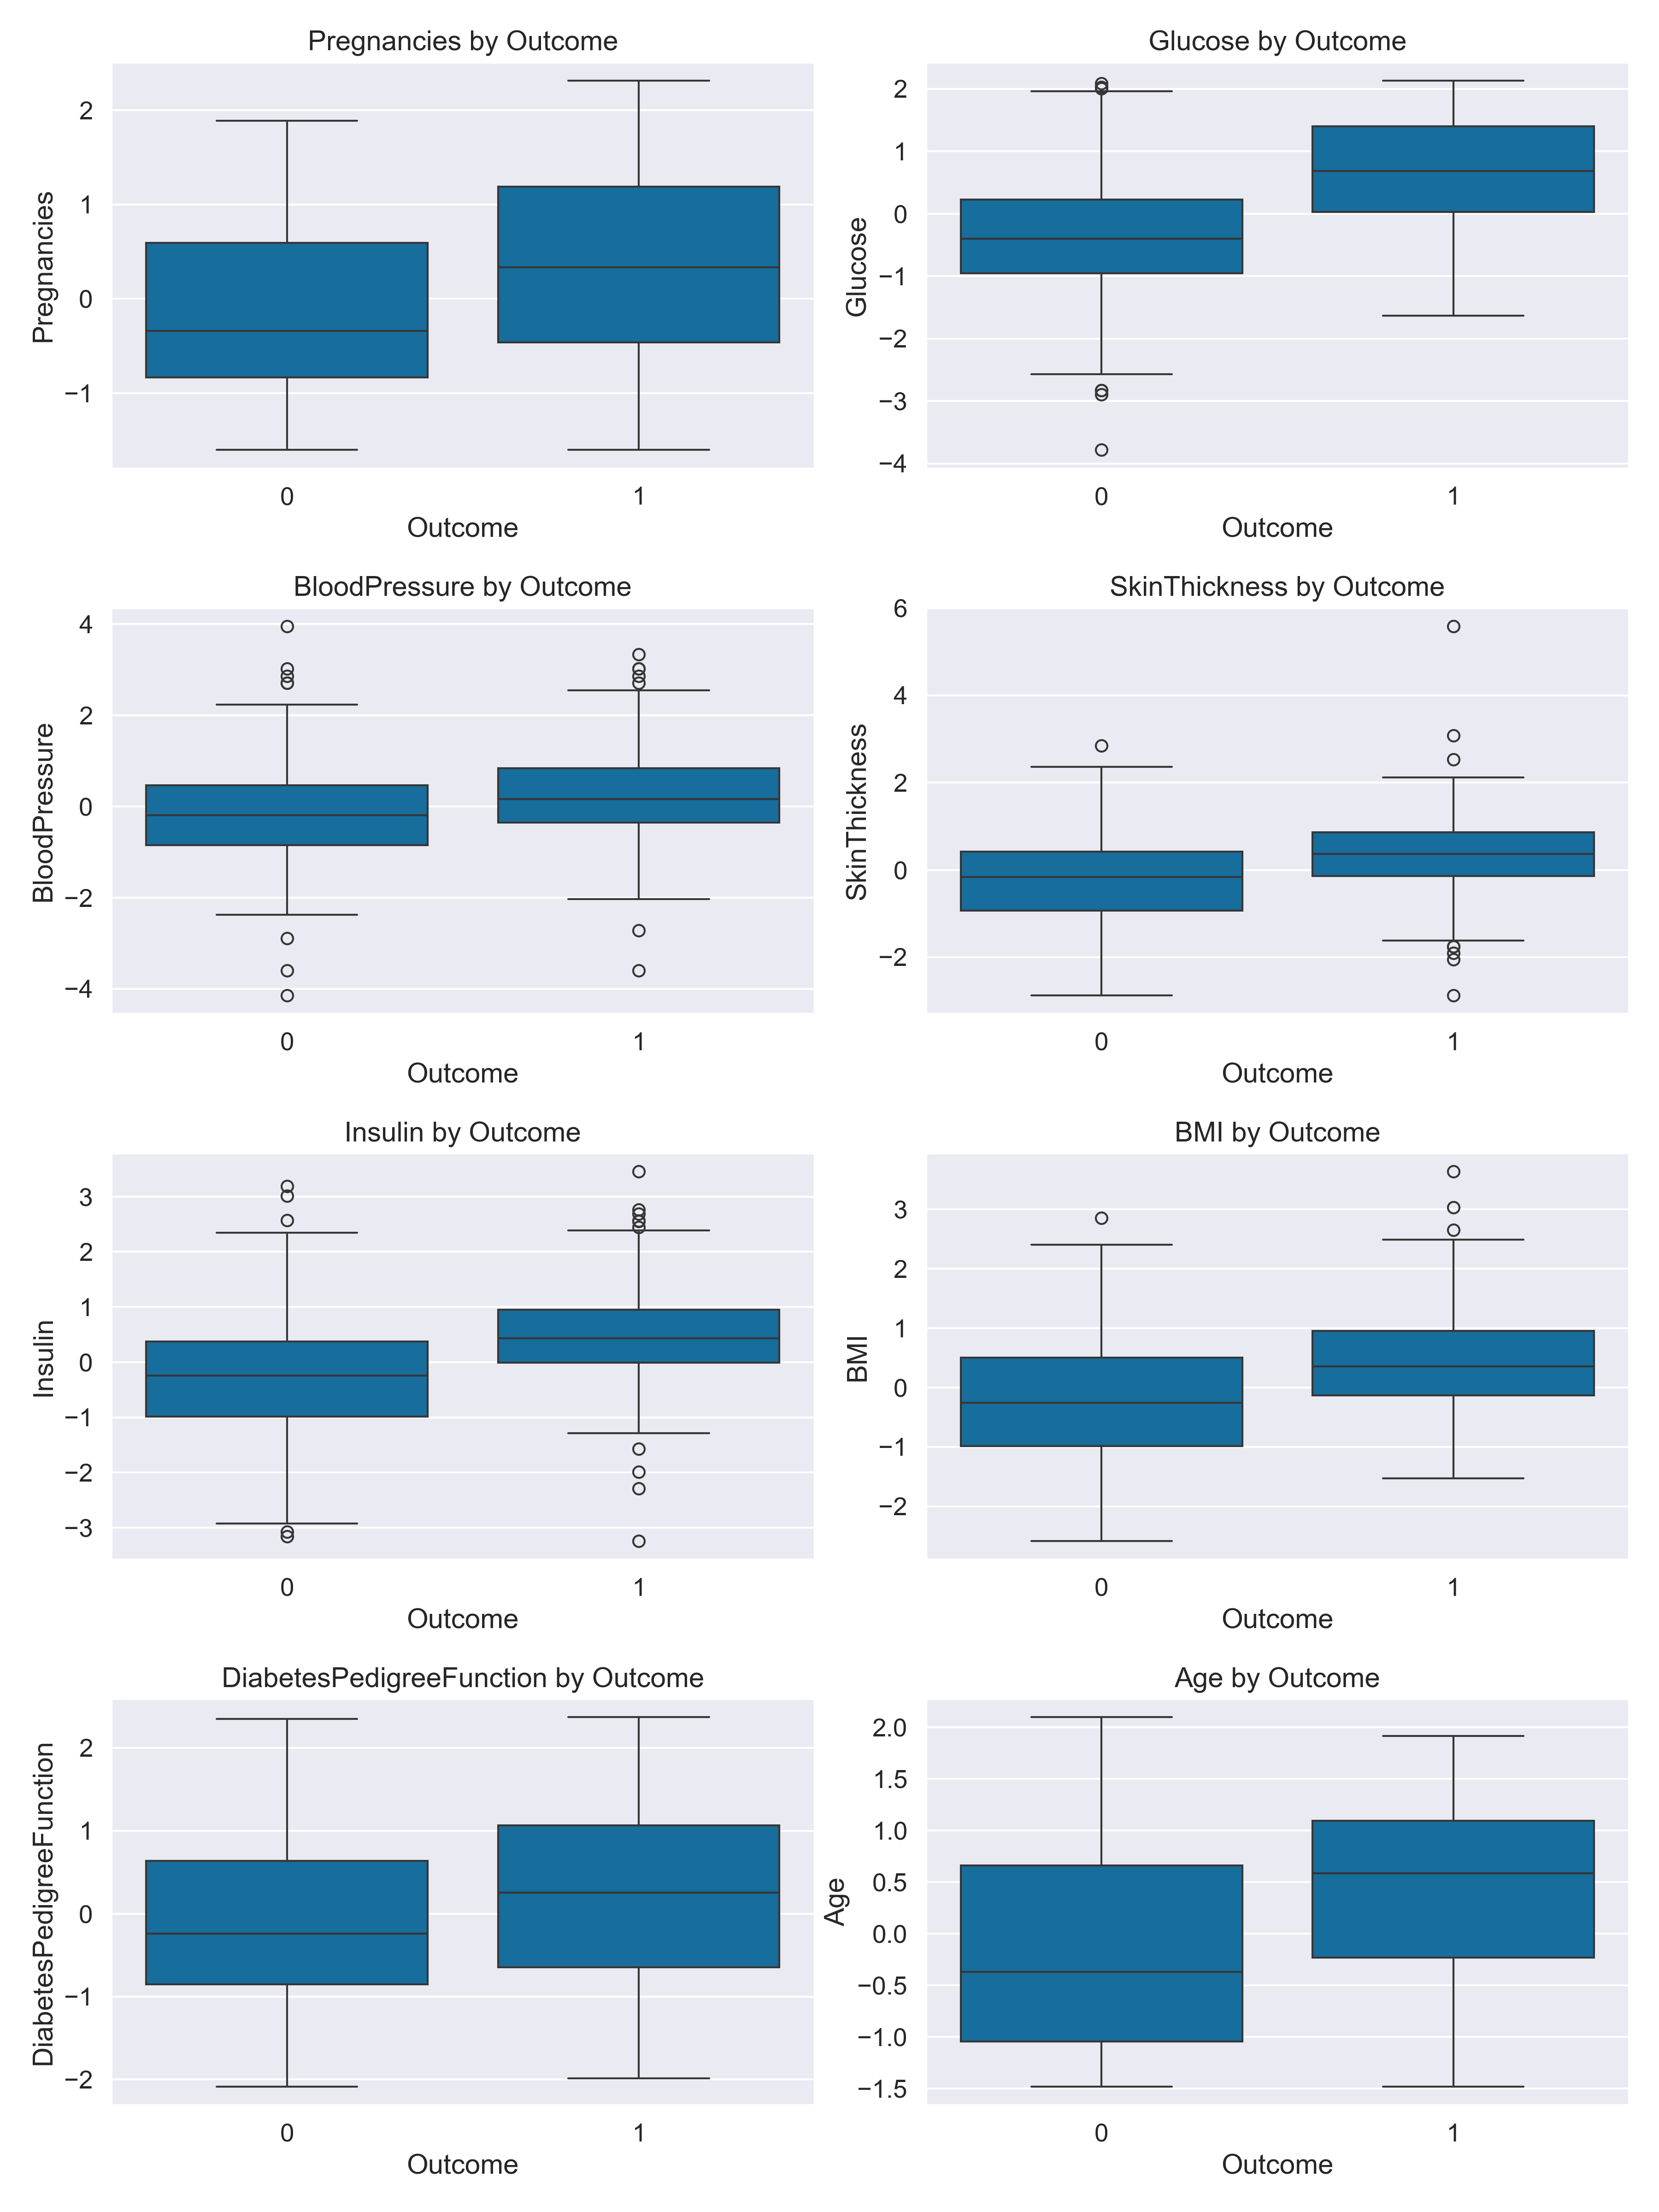 Pregnancies by Outcome
Pregnancies
2
1
0
−1
0 1
Outcome
Glucose by Outcome
Glucose
2
1
0
−1
−2
−3
−4
0 1
Outcome
BloodPressure by Outcome
BloodPressure
4
2
0
−2
−4
0 1
Outcome
SkinThickness by Outcome
SkinThickness
6
4
2
0
−2
0 1
Outcome
Insulin by Outcome
Insulin
3
2
1
0
−1
−2
−3
0 1
Outcome
BMI by Outcome
BMI
3
2
1
0
−1
−2
0 1
Outcome
DiabetesPedigreeFunction by Outcome
DiabetesPedigreeFunction
2
1
0
−1
−2
0 1
Outcome
Age by Outcome
Age
2.0
1.5
1.0
0.5
0.0
−0.5
−1.0
−1.5
0 1
Outcome